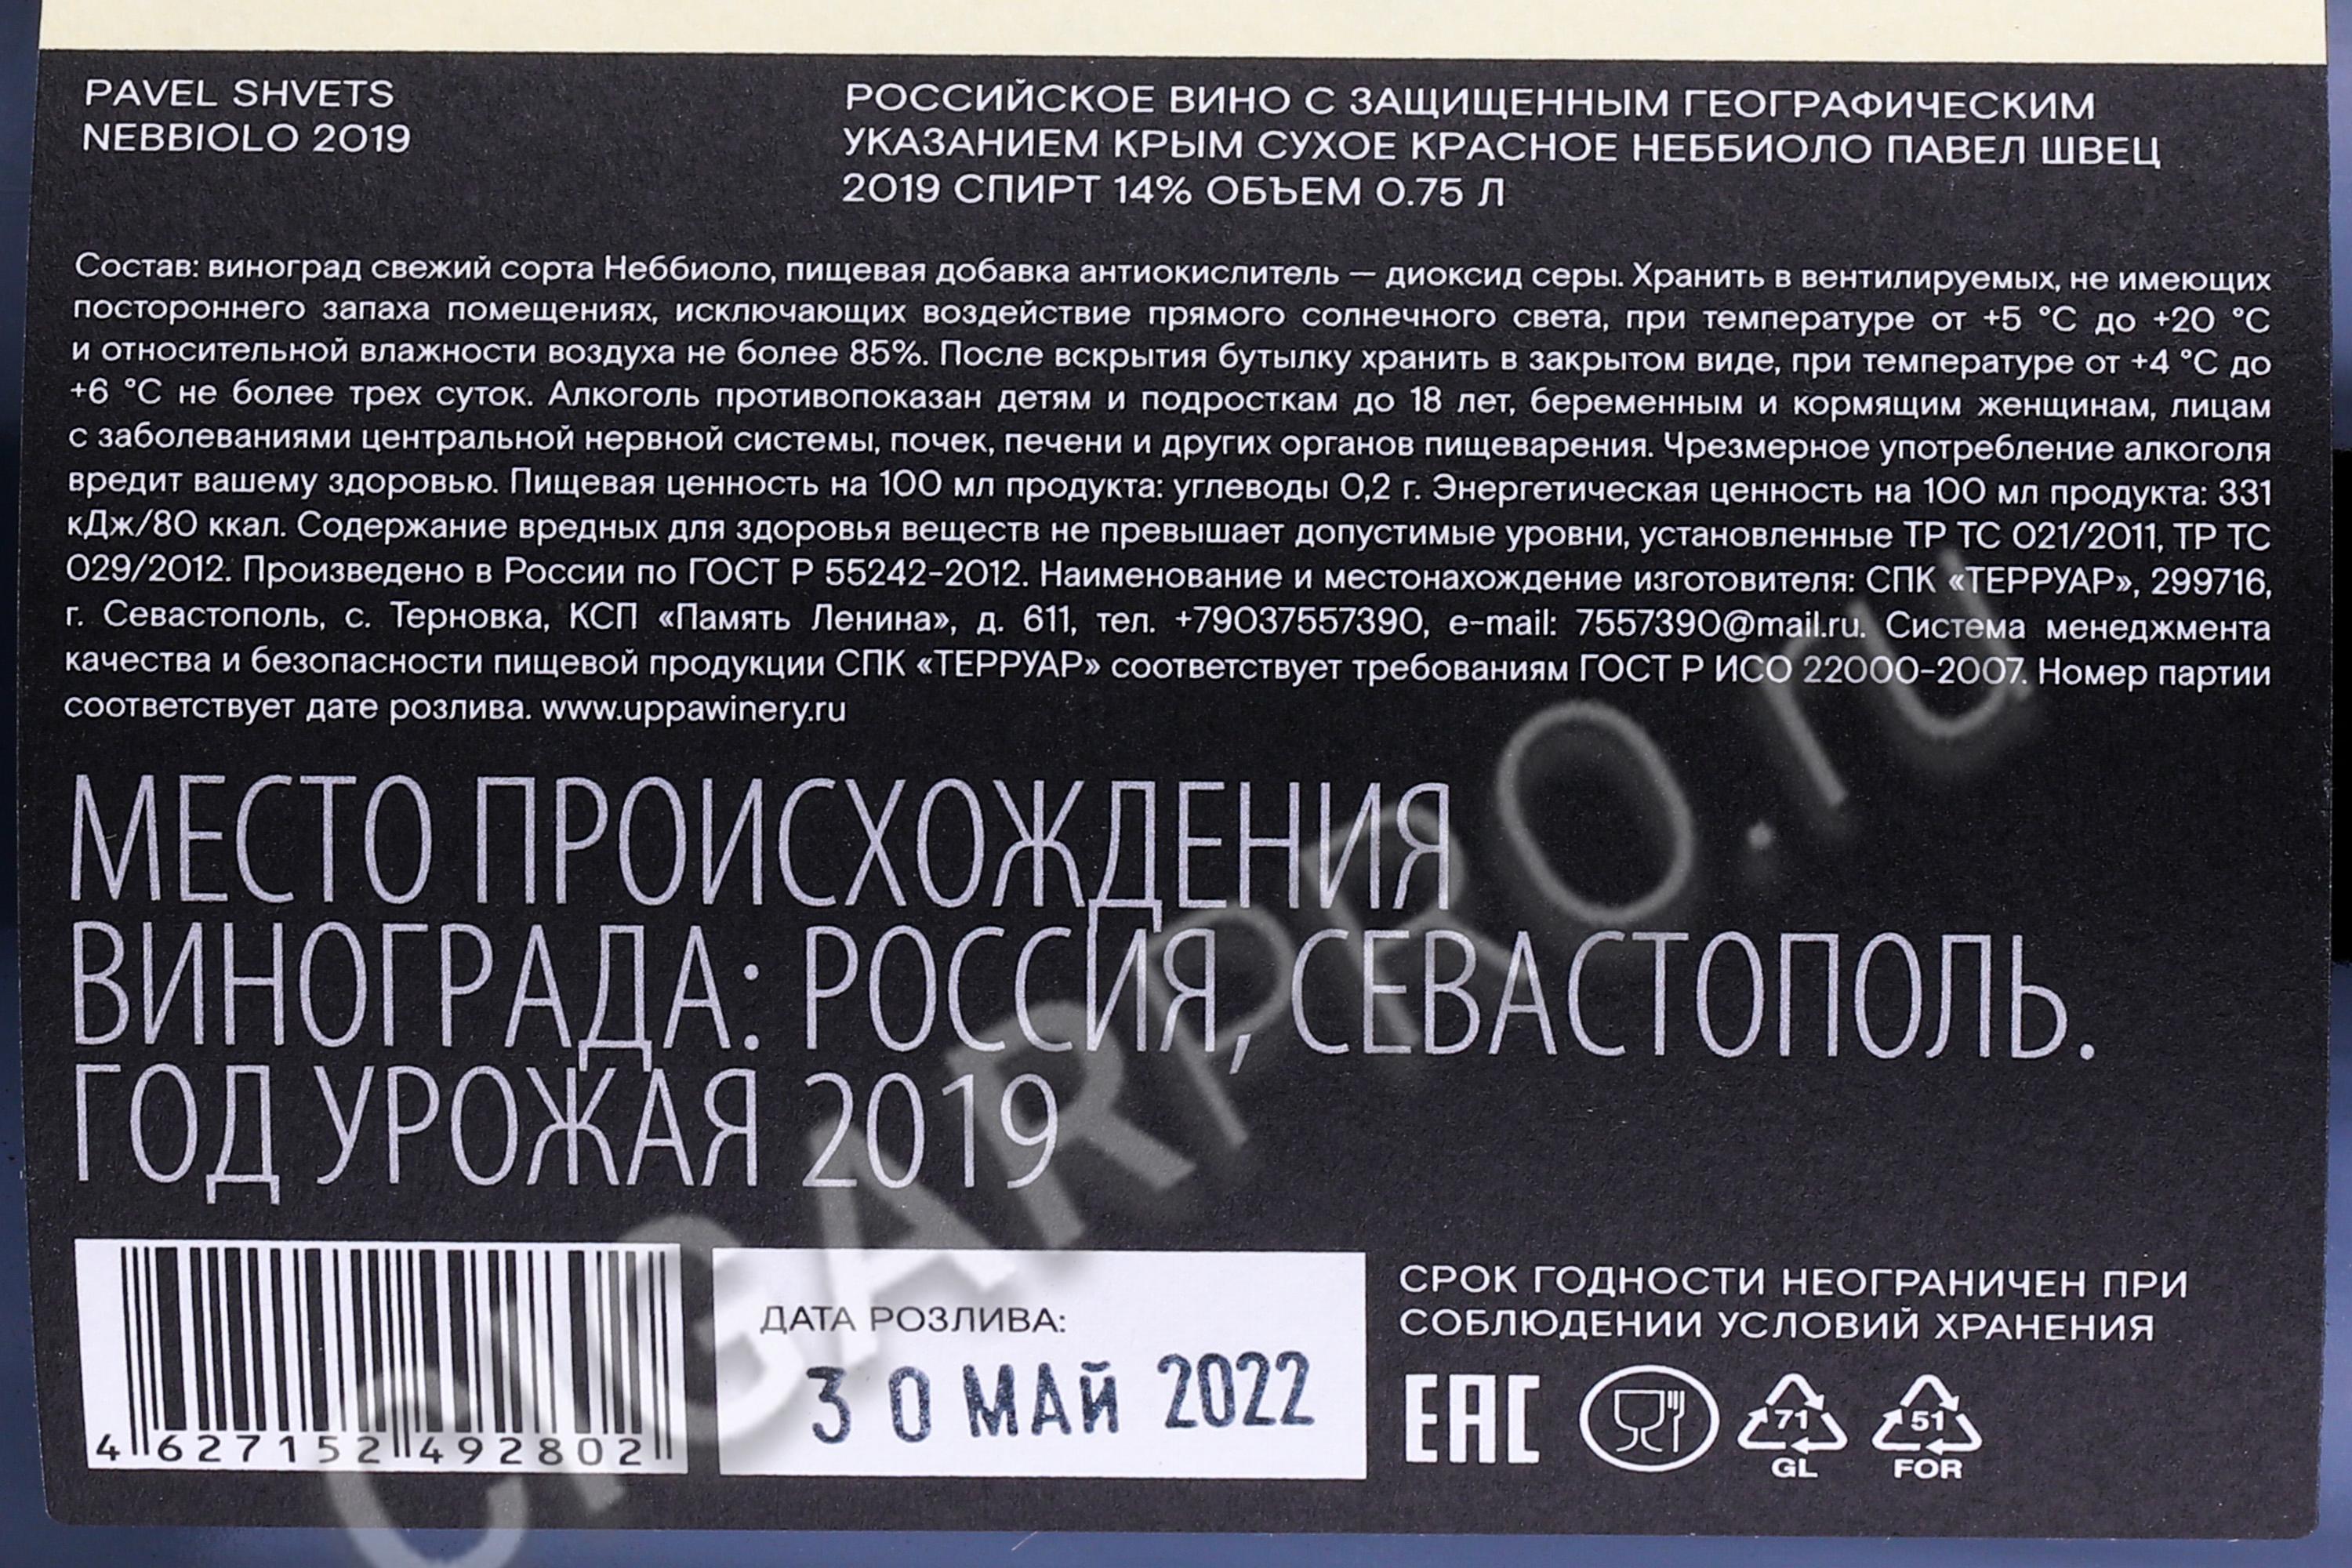 PAVEL SHVETS
NEBBIOLO 2019
РОССИЙСКОЕ ВИНО С ЗАЩИЩЕННЫМ ГЕОГРАФИЧЕСКИМ
УКАЗАНИЕМ КРЫМ СУХОЕ КРАСНОЕ НЕББИОЛО ПАВЕЛ ШВЕЦ
2019 СПИРТ 14% ОБЪЕМ 0.75 Л
Состав: виноград свежий сорта Неббиоло, пищевая добавка антиокислитель — диоксид серы. Хранить в вентилируемых, не имеющих
постороннего запаха помещениях, исключающих воздействие прямого солнечного света, при температуре от +5 °C до +20 °C
и относительной влажности воздуха не более 85%. После вскрытия бутылку хранить в закрытом виде, при температуре от +4 °C до
+6 °C не более трех суток. Алкоголь противопоказан детям и подросткам до 18 лет, беременным и кормящим женщинам, лицам
с заболеваниями центральной нервной системы, почек, печени и других органов пищеварения. Чрезмерное употребление алкоголя
вредит вашему здоровью. Пищевая ценность на 100 мл продукта: углеводы 0,2 г. Энергетическая ценность на 100 мл продукта: 331
кДж/80 ккал. Содержание вредных для здоровья веществ не превышает допустимые уровни, установленные ТР ТС 021/2011, ТР ТС
029/2012. Произведено в России по ГОСТ Р 55242-2012. Наименование и местонахождение изготовителя: СПК «ТЕРРУАР», 299716,
г. Севастополь, с. Терновка, КСП «Память Ленина», д. 611, тел. +79037557390, e-mail: 7557390@mail.ru. Система менеджмента
качества и безопасности пищевой продукции СПК «ТЕРРУАР» соответствует требованиям ГОСТ Р ИСО 22000-2007. Номер партии
соответствует дате розлива. www.uppawinery.ru
МЕСТО ПРОИСХОЖДЕНИЯ
ВИНОГРАДА: РОССИЯ, СЕВАСТОПОЛЬ.
ГОД УРОЖАЯ 2019
4 627152 492802
ДАТА РОЗЛИВА:
30 МАЙ 2022
СРОК ГОДНОСТИ НЕОГРАНИЧЕН ПРИ
СОБЛЮДЕНИИ УСЛОВИЙ ХРАНЕНИЯ
EAC
71
GL
51
FOR
CIGARPRO.ru